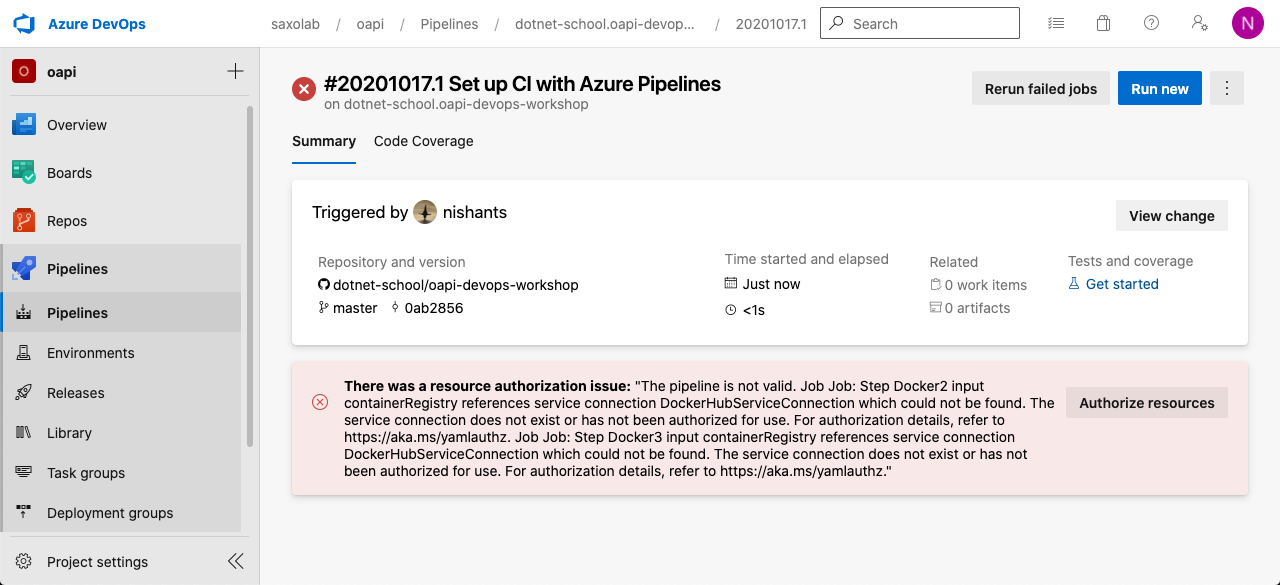 Azure DevOps
saxolab / oapi / Pipelines / dotnet-school.oapi-devop... / 20201017.1
Search
N
O oapi
Overview
Boards
Repos
Pipelines
Pipelines
Environments
Releases
Library
Task groups
Deployment groups
Project settings
#20201017.1 Set up CI with Azure Pipelines
on dotnet-school.oapi-devops-workshop
Rerun failed jobs
Run new
Summary
Code Coverage
Triggered by nishants
View change
Repository and version
dotnet-school/oapi-devops-workshop
master 0ab2856
Time started and elapsed
Just now
<1s
Related
0 work items
0 artifacts
Tests and coverage
Get started
There was a resource authorization issue: "The pipeline is not valid. Job Job: Step Docker2 input
containerRegistry references service connection DockerHubServiceConnection which could not be found. The
service connection does not exist or has not been authorized for use. For authorization details, refer to
https://aka.ms/yamlauthz. Job Job: Step Docker3 input containerRegistry references service connection
DockerHubServiceConnection which could not be found. The service connection does not exist or has not
been authorized for use. For authorization details, refer to https://aka.ms/yamlauthz."
Authorize resources